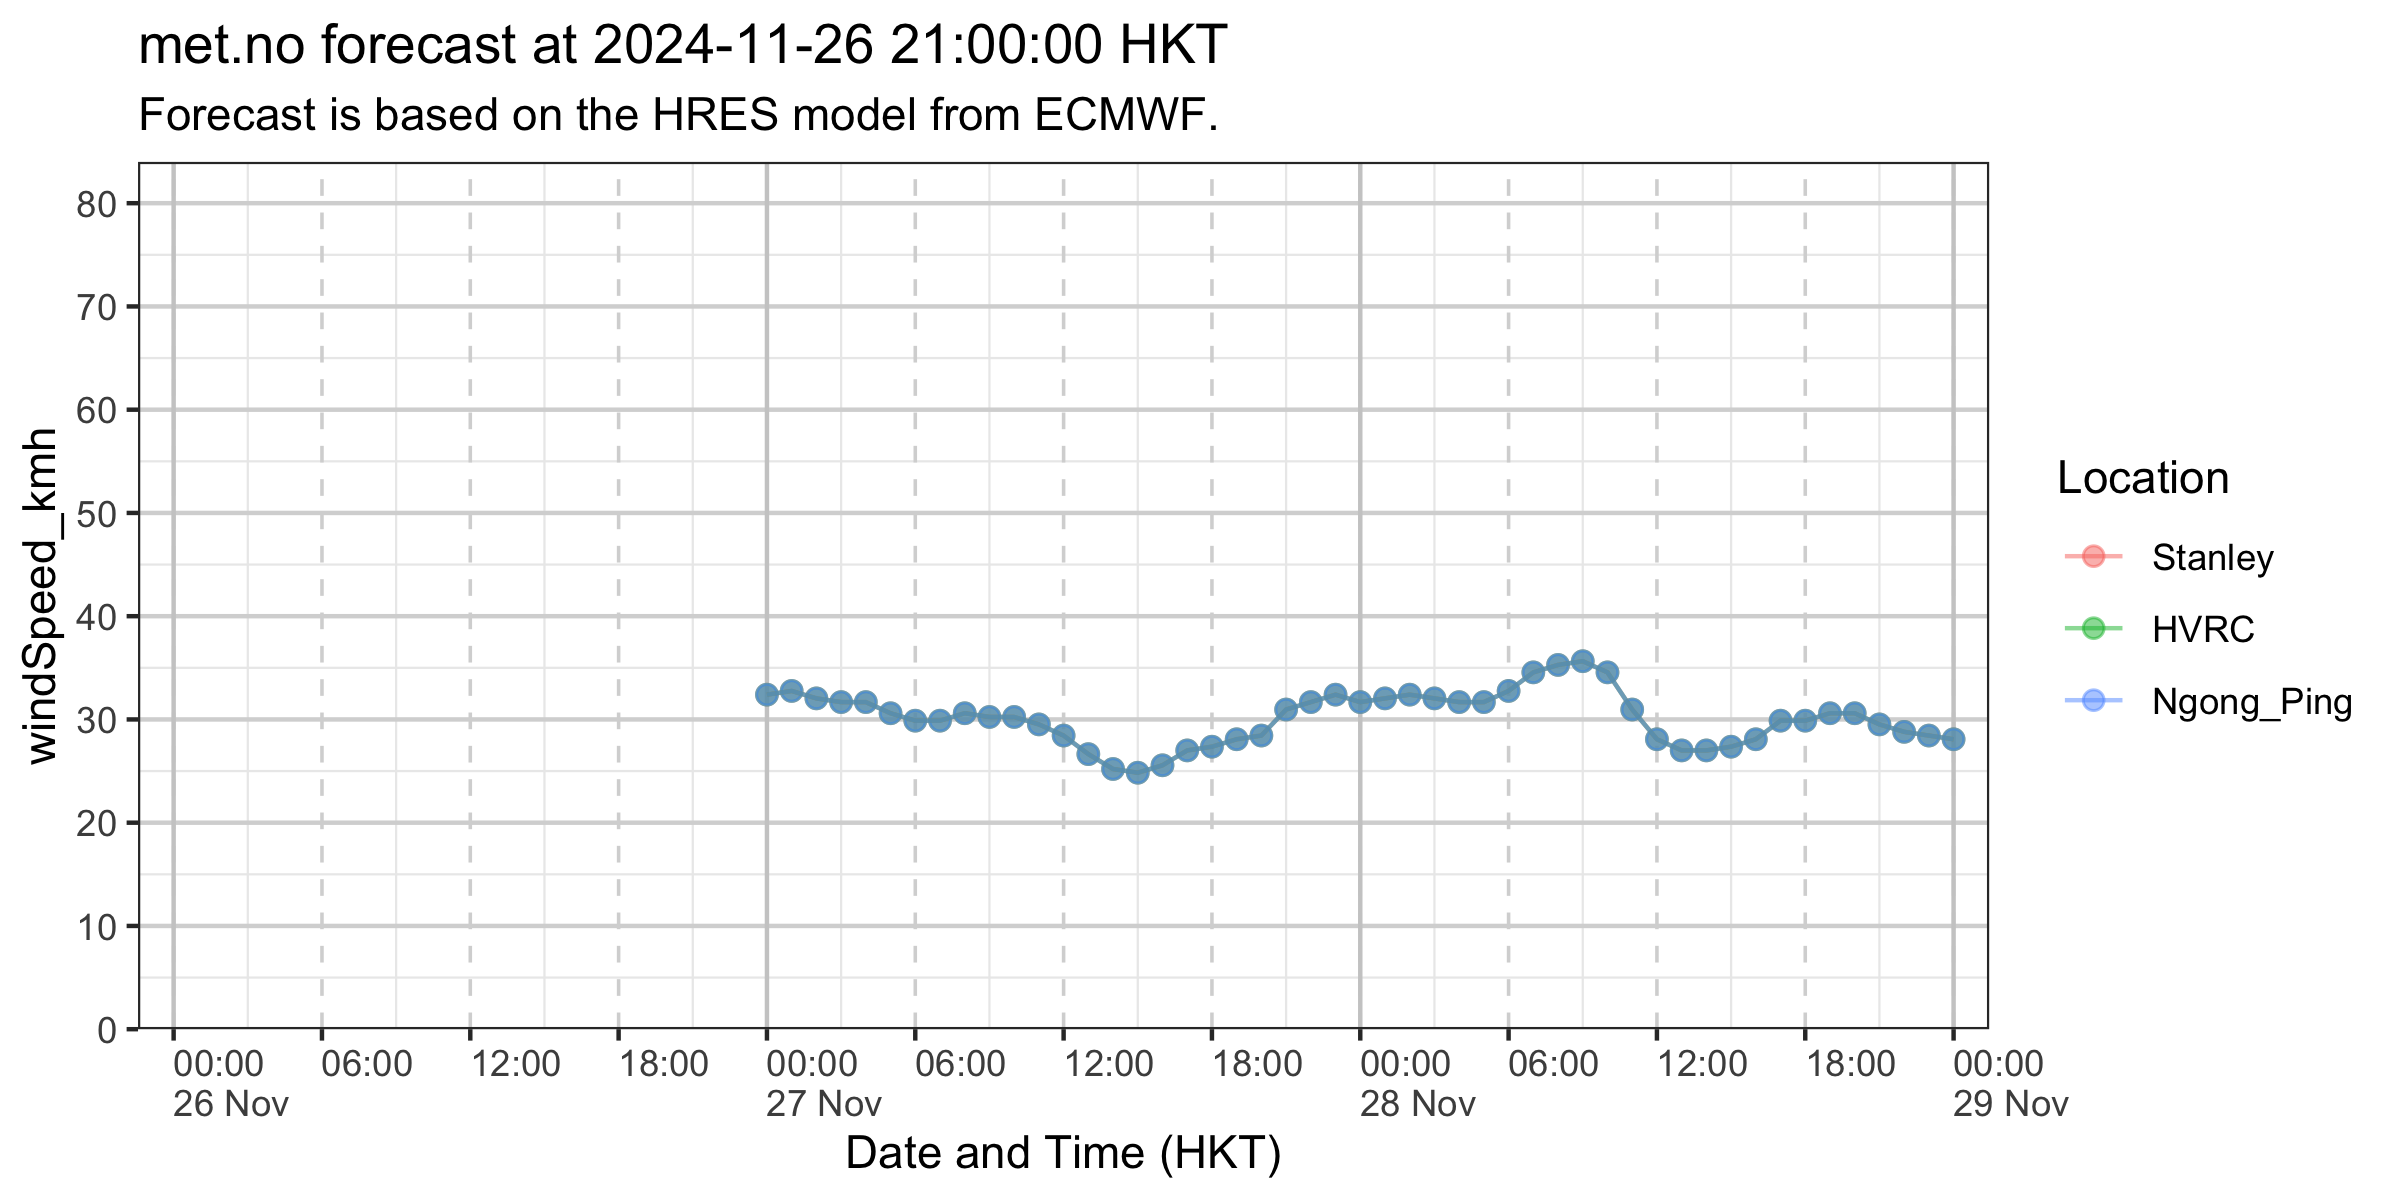 met.no forecast at 2024-11-26 21:00:00 HKT
Forecast is based on the HRES model from ECMWF.
windSpeed_kmh
80
70
60
50
40
30
20
10
0
00:00 06:00 12:00 18:00 00:00 06:00 12:00 18:00 00:00 06:00 12:00 18:00 00:00
26 Nov 27 Nov 28 Nov 29 Nov
Date and Time (HKT)
Location
Stanley
HVRC
Ngong_Ping